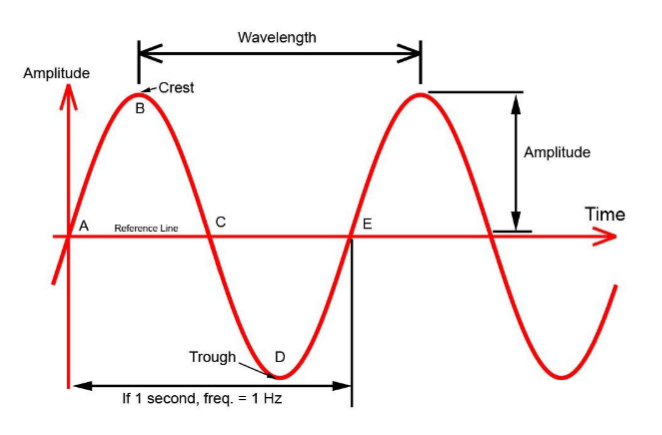 Wavelength
Amplitude
Crest
B
Amplitude
A
Reference Line
C
E
Time
Trough
D
If 1 second, freq. = 1 Hz